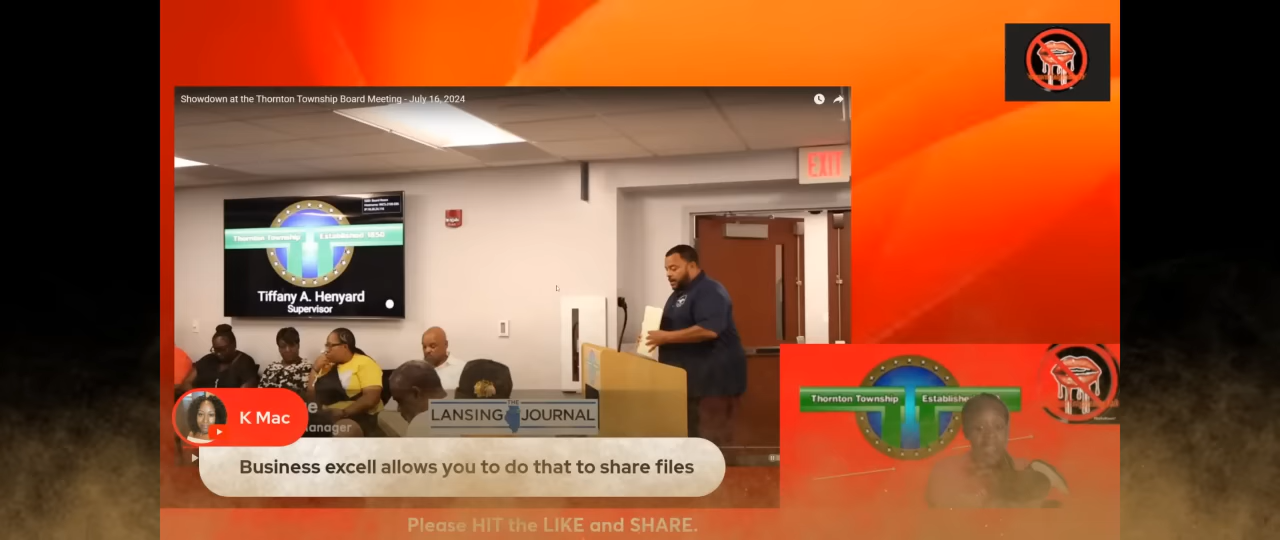 Showdown at the Thornton Township Board Meeting - July 16, 2024
EXIT
Thornton Township Established 1850
Tiffany A. Henyard
Supervisor
THE
LANSING JOURNAL
anager
K Mac
Business excell allows you to do that to share files
Thornton Township Establishe
Please HIT the LIKE and SHARE.